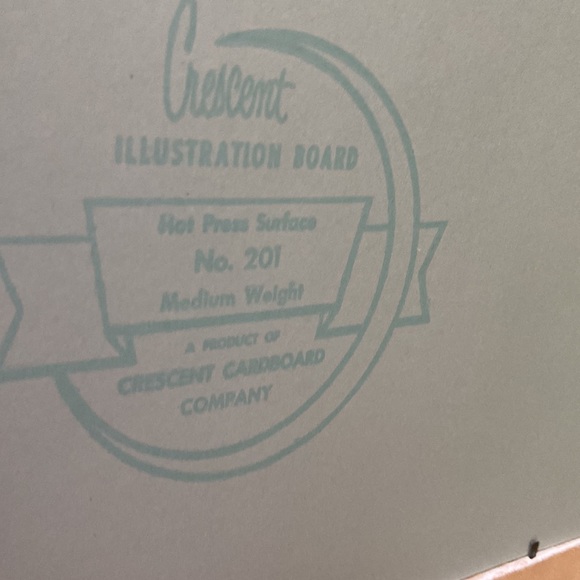 Crescent
ILLUSTRATION BOARD
Hot Press Surface
No. 201
Medium Weight
A PRODUCT OF
CRESCENT CARDBOARD
COMPANY